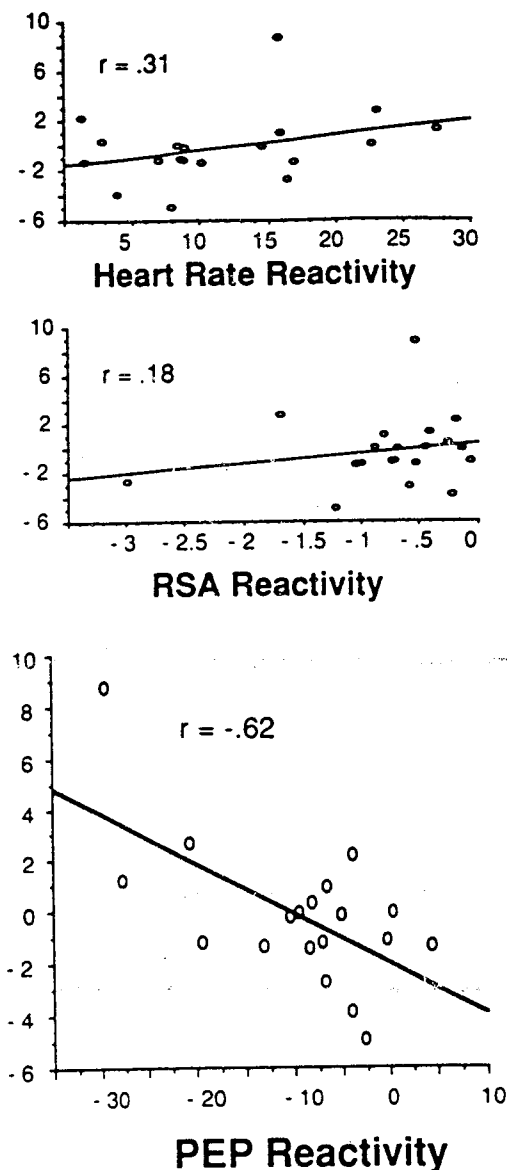 10
r = .31
6
2
- 2
- 6
5 10 15 20 25 30
Heart Rate Reactivity
10
r = .18
6
2
- 2
- 6
- 3 - 2.5 - 2 - 1.5 - 1 - .5 0
RSA Reactivity
10
8
r = -.62
6
4
2
0
- 2
- 4
- 6
- 30 - 20 - 10 0 10
PEP Reactivity